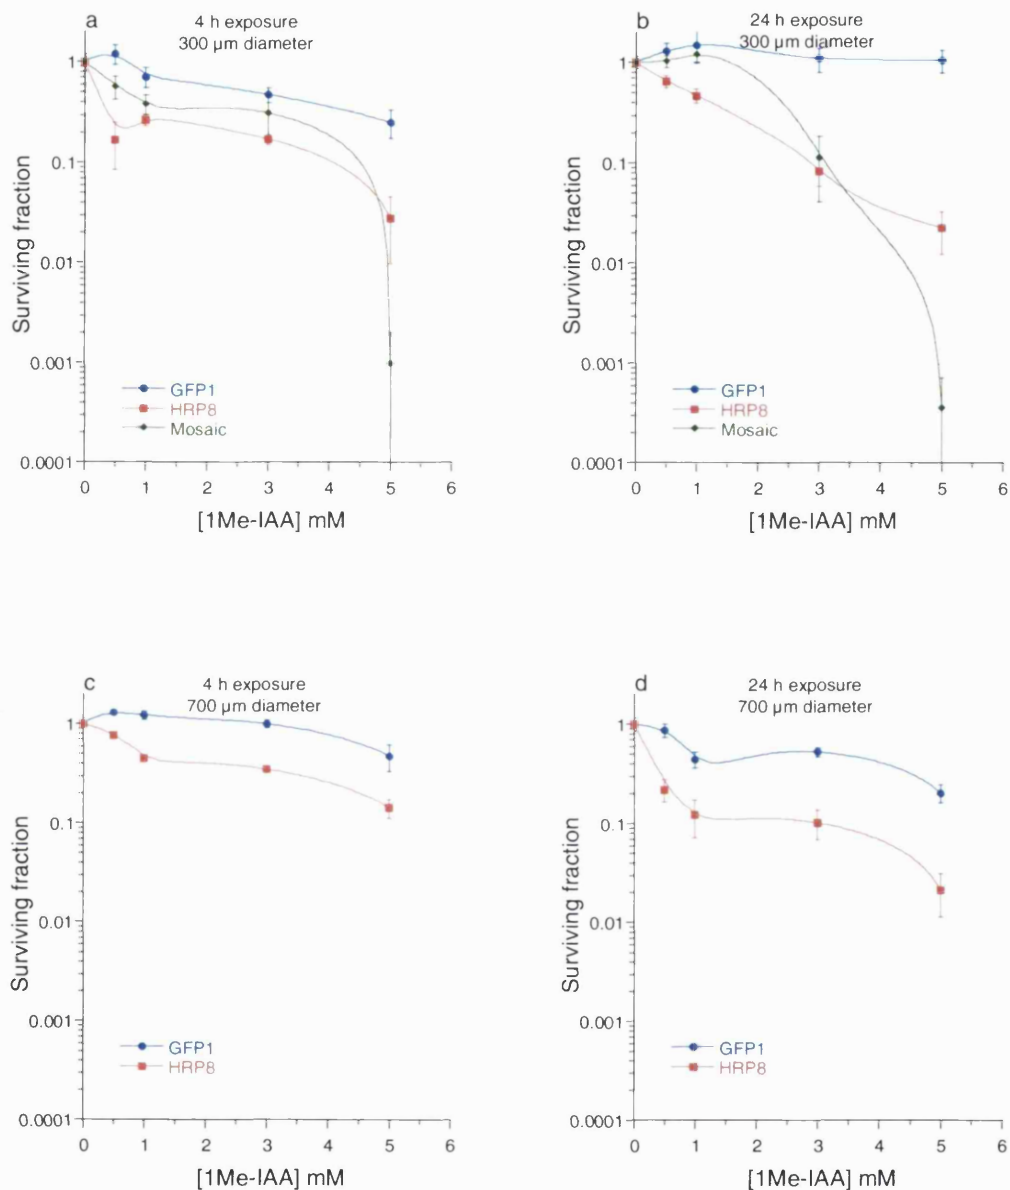 a
4 h exposure
300 µm diameter
1
0.1
0.01
0.001
0.0001
Surviving fraction
GFP1
HRP8
Mosaic
0 1 2 3 4 5 6
[1Me-IAA] mM
b
24 h exposure
300 µm diameter
1
0.1
0.01
0.001
0.0001
Surviving fraction
GFP1
HRP8
Mosaic
0 1 2 3 4 5 6
[1Me-IAA] mM
c
4 h exposure
700 µm diameter
1
0.1
0.01
0.001
0.0001
Surviving fraction
GFP1
HRP8
0 1 2 3 4 5 6
[1Me-IAA] mM
d
24 h exposure
700 µm diameter
1
0.1
0.01
0.001
0.0001
Surviving fraction
GFP1
HRP8
0 1 2 3 4 5 6
[1Me-IAA] mM